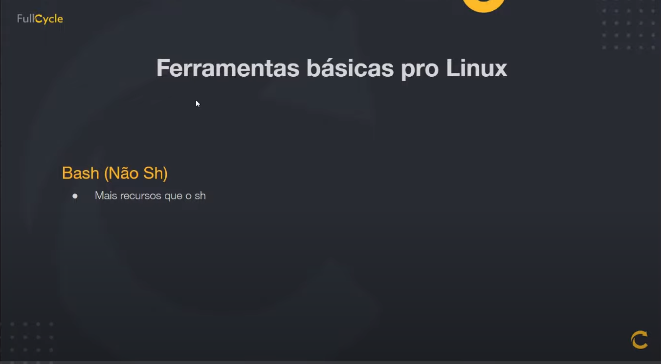 FullCycle
Ferramentas básicas pro Linux
Bash (Não Sh)
● Mais recursos que o sh